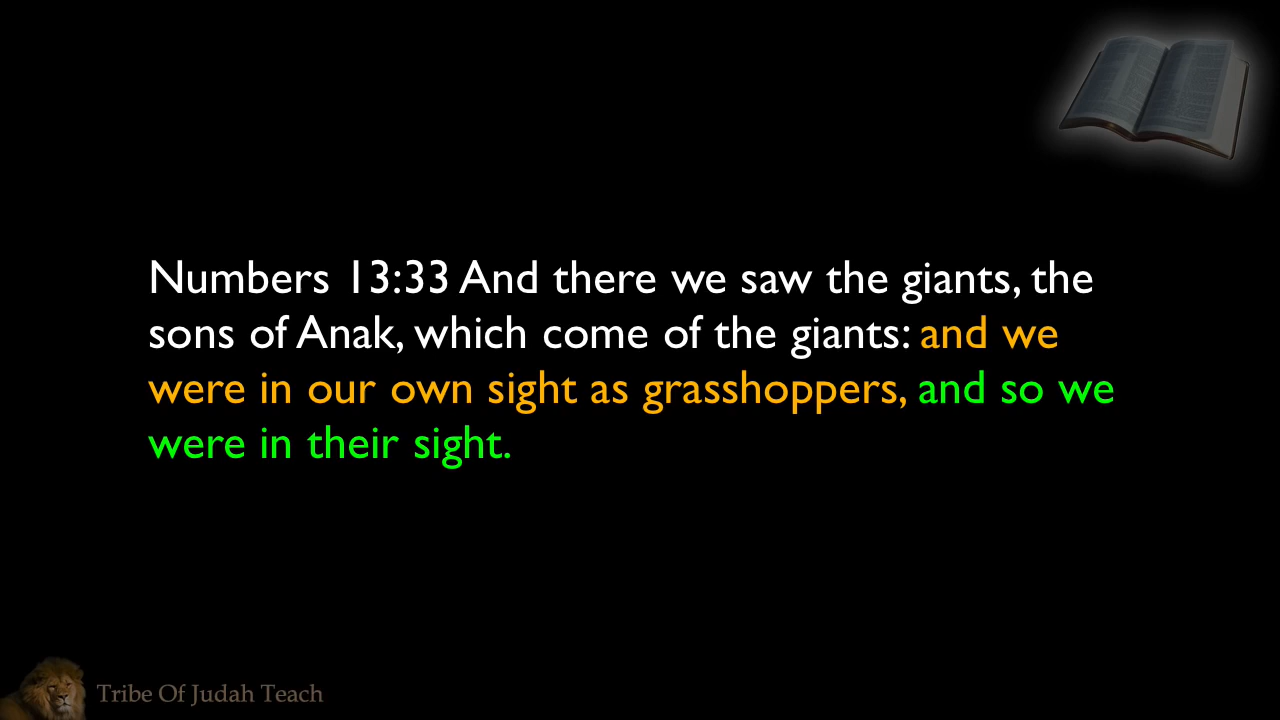 Numbers 13:33 And there we saw the giants, the
sons of Anak, which come of the giants: and we
were in our own sight as grasshoppers, and so we
were in their sight.
Tribe Of Judah Teach